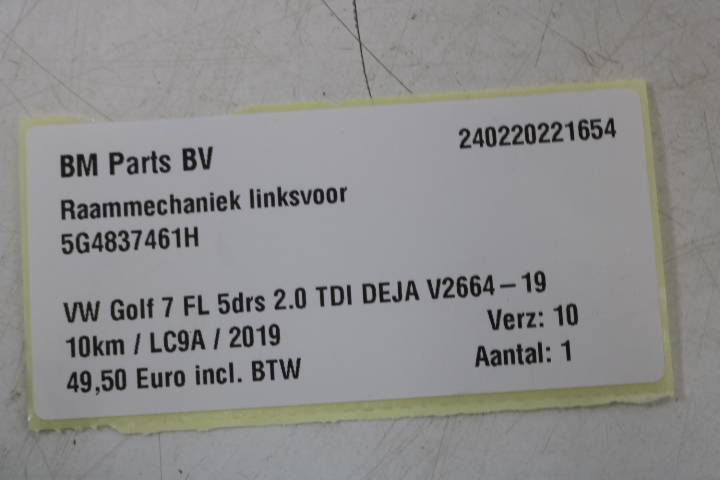 BM Parts BV 240220221654
Raammechaniek linksvoor
5G4837461H
VW Golf 7 FL 5drs 2.0 TDI DEJA V2664-19
10km / LC9A / 2019 Verz: 10
49,50 Euro incl. BTW Aantal: 1